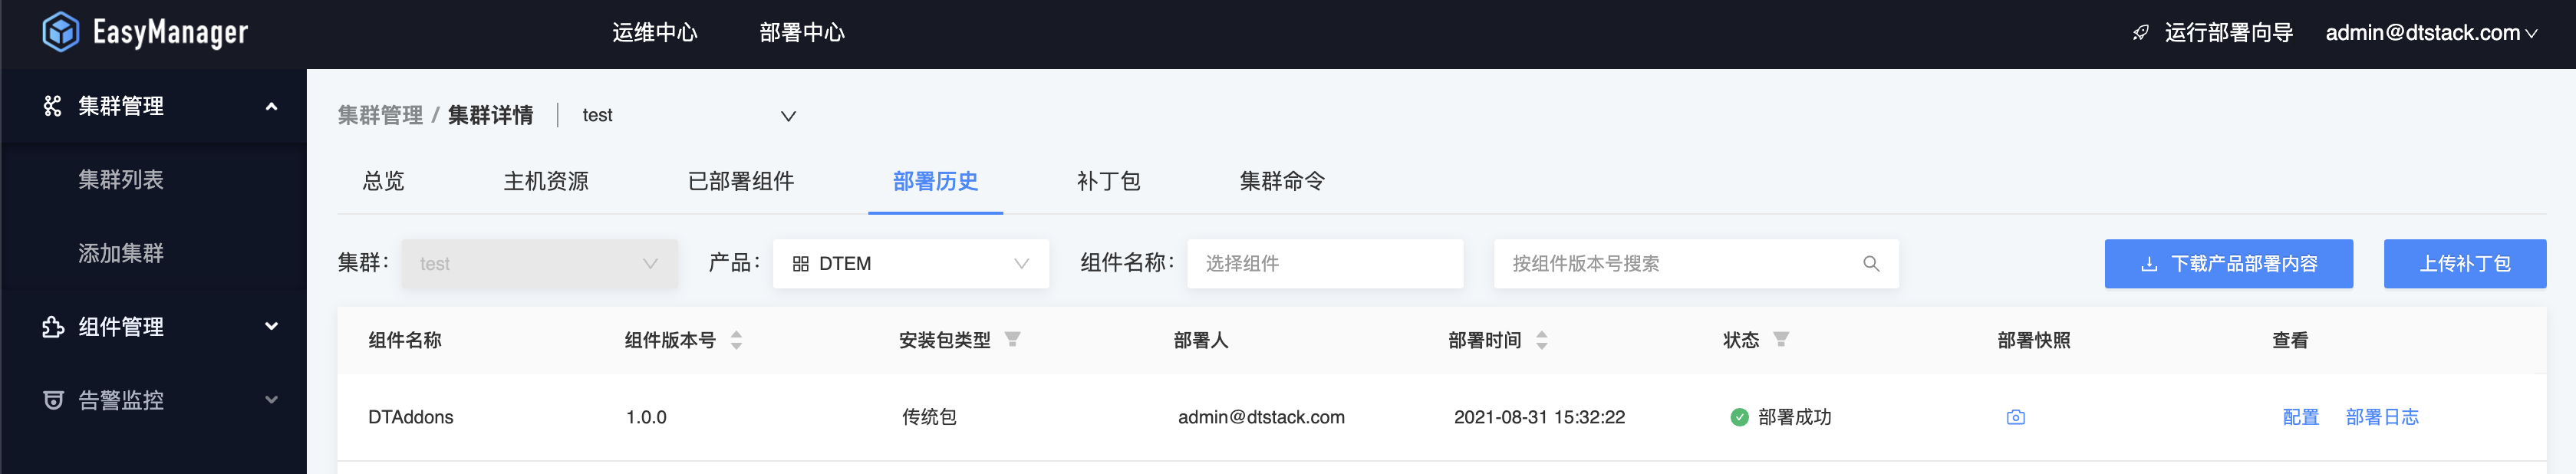 EasyManager 运维中心 部署中心 运行部署向导 admin@dtstack.com
集群管理
集群列表
添加集群
组件管理
告警监控
集群管理 / 集群详情 test
总览 主机资源 已部署组件 部署历史 补丁包 集群命令
集群： test 产品： DTEM 组件名称： 选择组件 按组件版本号搜索 下载产品部署内容 上传补丁包
组件名称 组件版本号 安装包类型 部署人 部署时间 状态 部署快照 查看
DTAddons 1.0.0 传统包 admin@dtstack.com 2021-08-31 15:32:22 部署成功 配置 部署日志